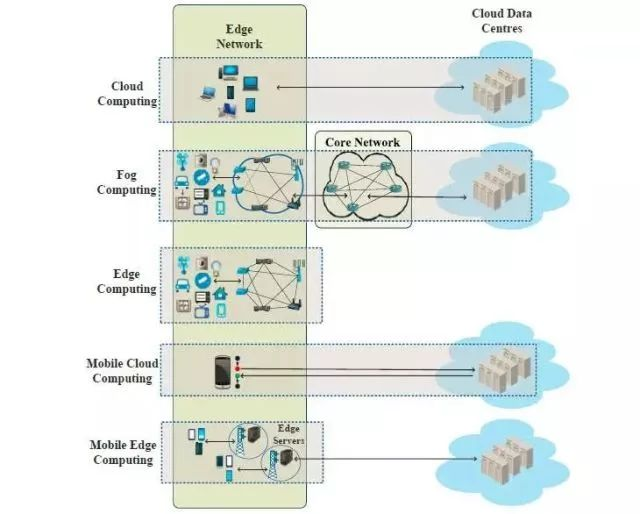 Edge
Network
Cloud Data
Centres
Cloud
Computing
Core Network
Fog
Computing
Edge
Computing
Mobile Cloud
Computing
Mobile Edge
Computing
Edge
Servers